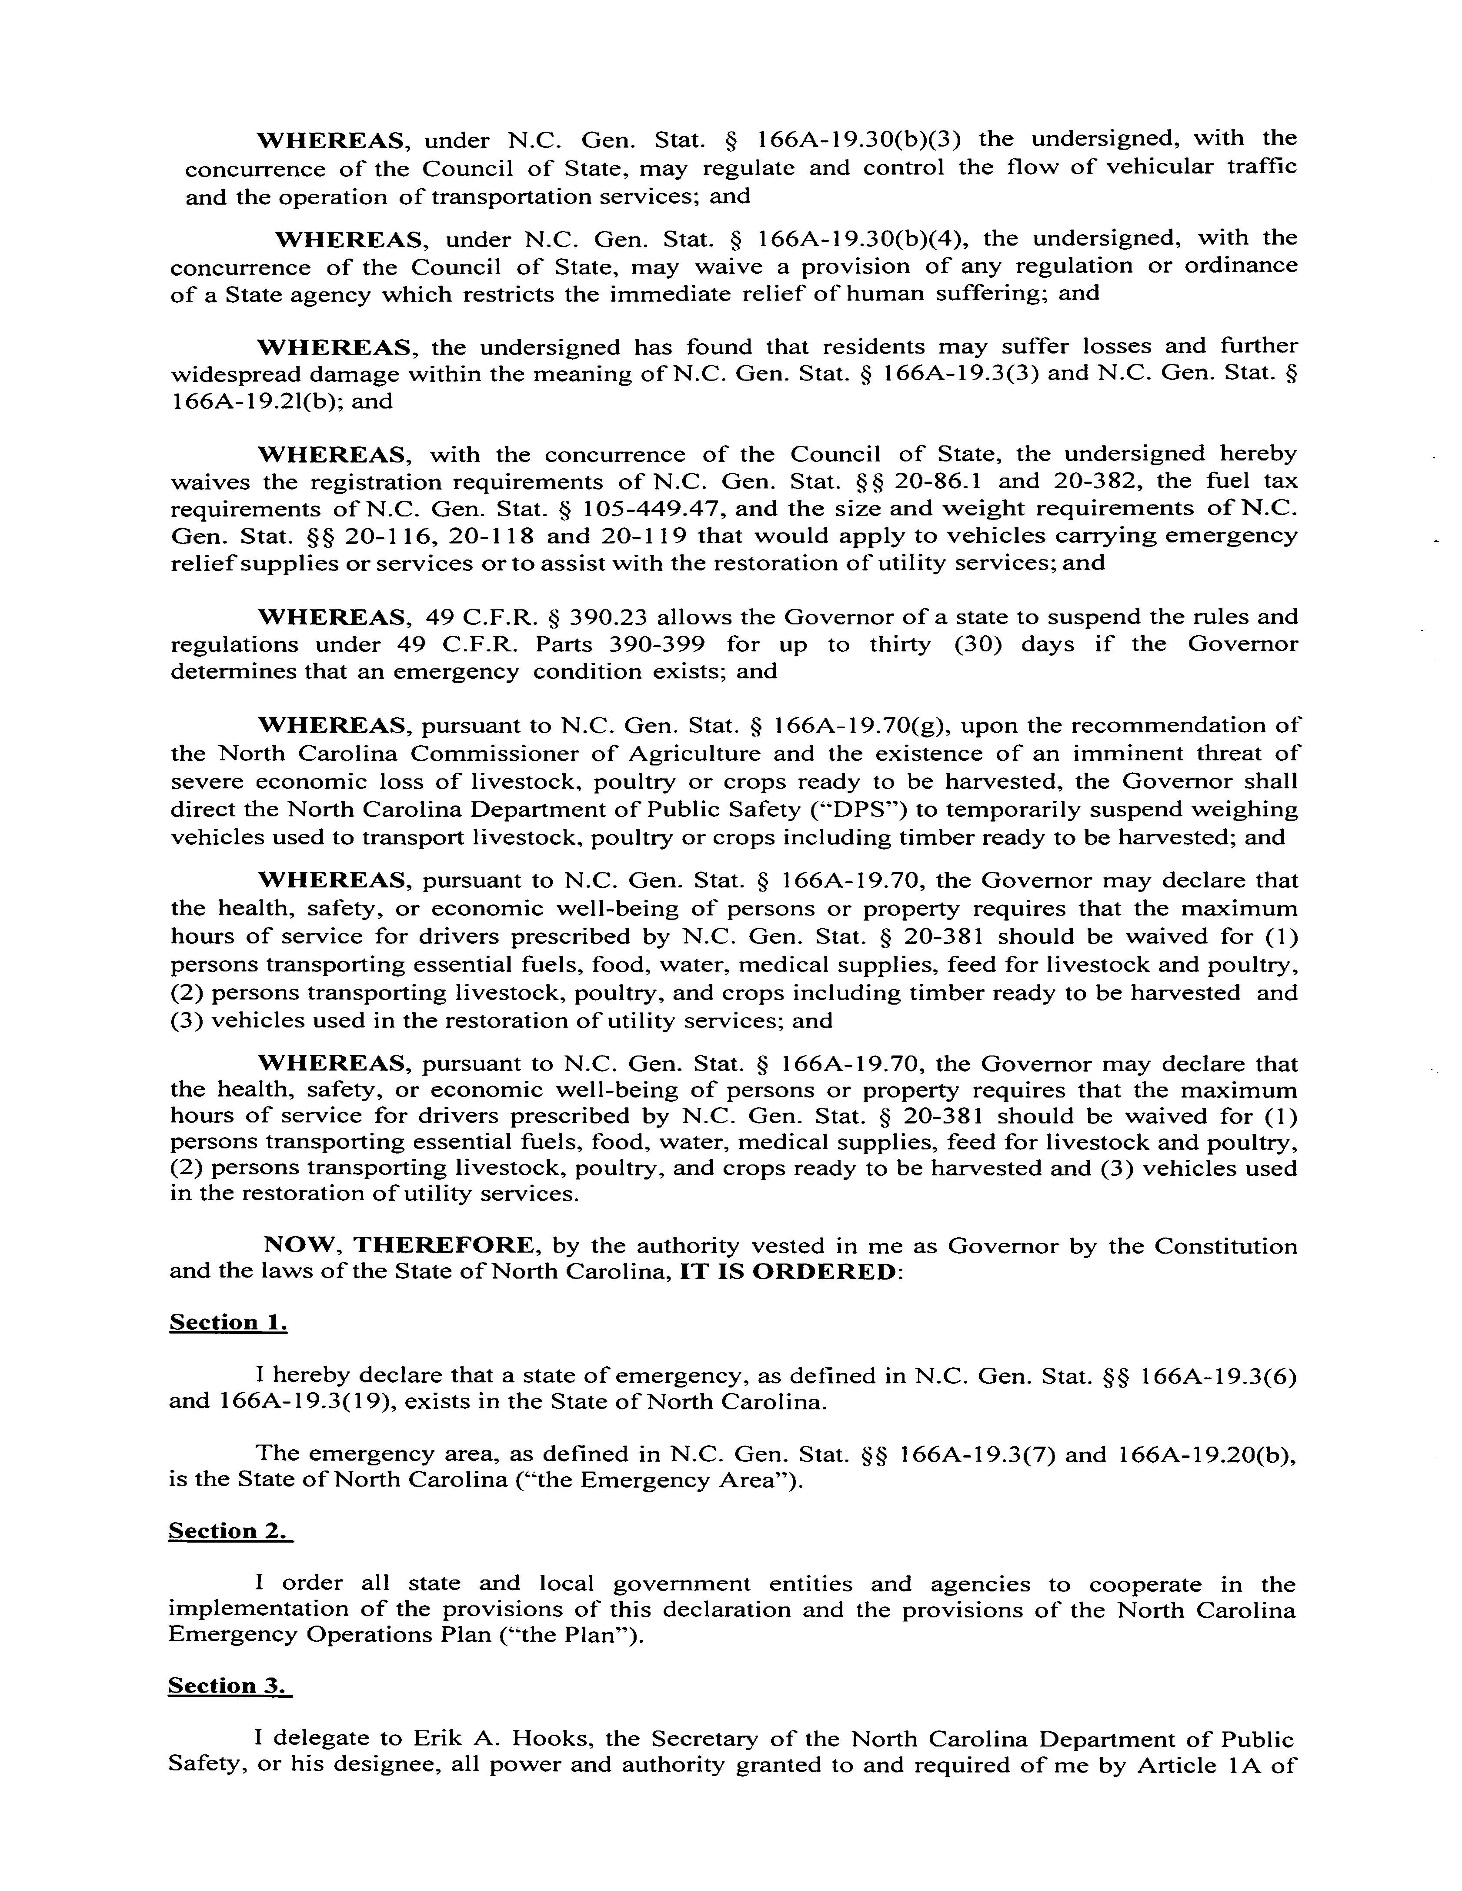 WHEREAS, under N.C. Gen. Stat. § 166A-19.30(b)(3) the undersigned, with the
concurrence of the Council of State, may regulate and control the flow of vehicular traffic
and the operation of transportation services; and
WHEREAS, under N.C. Gen. Stat. § 166A-19.30(b)(4), the undersigned, with the
concurrence of the Council of State, may waive a provision of any regulation or ordinance
of a State agency which restricts the immediate relief of human suffering; and
WHEREAS, the undersigned has found that residents may suffer losses and further
widespread damage within the meaning of N.C. Gen. Stat. § 166A-19.3(3) and N.C. Gen. Stat. §
166A-19.2l(b); and
WHEREAS, with the concurrence of the Council of State, the undersigned hereby
waives the registration requirements of N.C. Gen. Stat. §§ 20-86.1 and 20-382, the fuel tax
requirements of N.C. Gen. Stat. § 105-449.47, and the size and weight requirements of N.C.
Gen. Stat. §§ 20-116, 20-118 and 20-119 that would apply to vehicles carrying emergency
relief supplies or services or to assist with the restoration of utility services; and
WHEREAS, 49 C.F.R. § 390.23 allows the Governor of a state to suspend the rules and
regulations under 49 C.F.R. Parts 390-399 for up to thirty (30) days if the Governor
determines that an emergency condition exists; and
WHEREAS, pursuant to N.C. Gen. Stat. § 166A-19.70(g), upon the recommendation of
the North Carolina Commissioner of Agriculture and the existence of an imminent threat of
severe economic loss of livestock, poultry or crops ready to be harvested, the Governor shall
direct the North Carolina Department of Public Safety (“DPS”) to temporarily suspend weighing
vehicles used to transport livestock, poultry or crops including timber ready to be harvested; and
WHEREAS, pursuant to N.C. Gen. Stat. § 166A-19.70, the Governor may declare that
the health, safety, or economic well-being of persons or property requires that the maximum
hours of service for drivers prescribed by N.C. Gen. Stat. § 20-381 should be waived for (1)
persons transporting essential fuels, food, water, medical supplies, feed for livestock and poultry,
(2) persons transporting livestock, poultry, and crops including timber ready to be harvested and
(3) vehicles used in the restoration of utility services; and
WHEREAS, pursuant to N.C. Gen. Stat. § 166A-19.70, the Governor may declare that
the health, safety, or economic well-being of persons or property requires that the maximum
hours of service for drivers prescribed by N.C. Gen. Stat. § 20-381 should be waived for (1)
persons transporting essential fuels, food, water, medical supplies, feed for livestock and poultry,
(2) persons transporting livestock, poultry, and crops ready to be harvested and (3) vehicles used
in the restoration of utility services.
NOW, THEREFORE, by the authority vested in me as Governor by the Constitution
and the laws of the State of North Carolina, IT IS ORDERED:
Section 1.
I hereby declare that a state of emergency, as defined in N.C. Gen. Stat. §§ 166A-19.3(6)
and 166A-19.3(19), exists in the State of North Carolina.
The emergency area, as defined in N.C. Gen. Stat. §§ 166A-19.3(7) and 166A-19.20(b),
is the State of North Carolina (“the Emergency Area”).
Section 2.
I order all state and local government entities and agencies to cooperate in the
implementation of the provisions of this declaration and the provisions of the North Carolina
Emergency Operations Plan (“the Plan”).
Section 3.
I delegate to Erik A. Hooks, the Secretary of the North Carolina Department of Public
Safety, or his designee, all power and authority granted to and required of me by Article 1A of